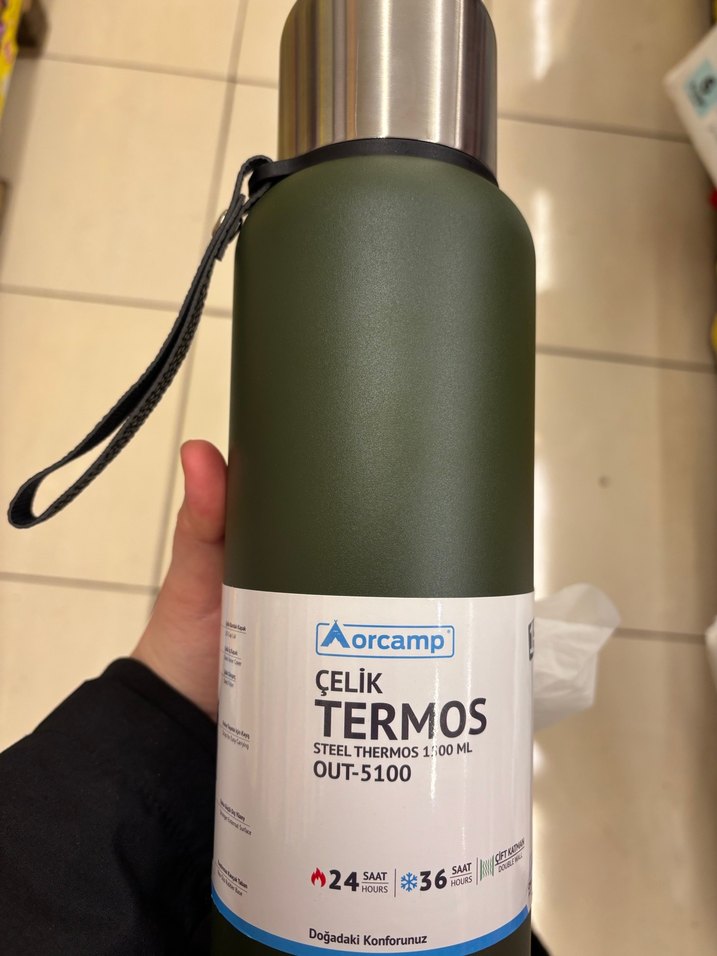 orcamp
ÇELİK
TERMOS
STEEL THERMOS 1500 ML
OUT-5100
24 SAAT
HOURS
36 SAAT
HOURS
ÇİFT KATMAN
DOUBLE WALL
Doğadaki Konforunuz